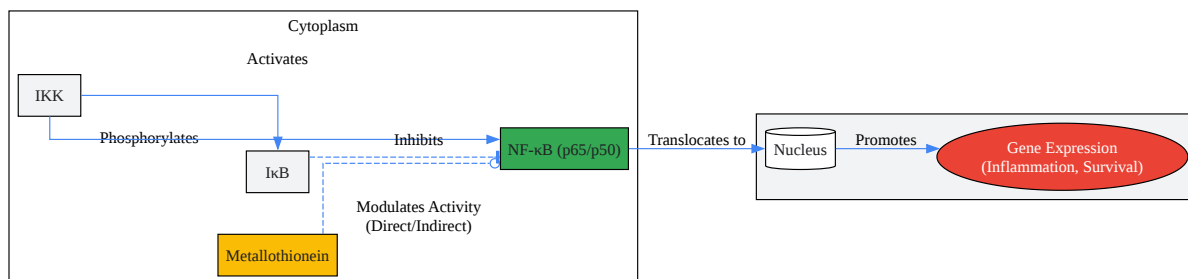 Cytoplasm
Activates
IKK
Phosphorylates
Inhibits
IκB
NF-κB (p65/p50)
Modulates Activity
(Direct/Indirect)
Metallothionein
Translocates to
Nucleus
Promotes
Gene Expression
(Inflammation, Survival)